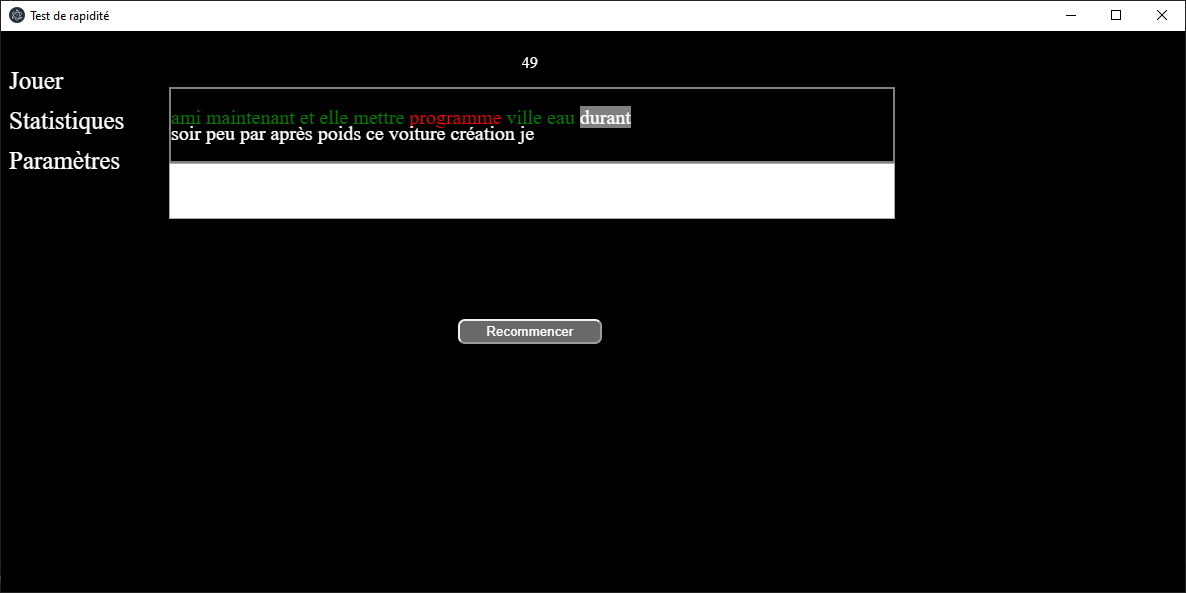 Test de rapidité
49
Jouer
Statistiques
Paramètres
ami maintenant et elle mettre programme ville eau durant
soir peu par après poids ce voiture création je
Recommencer